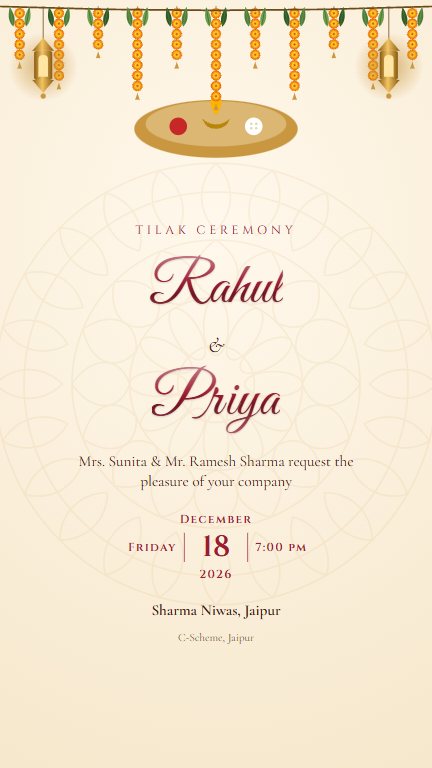 TILAK CEREMONY
Rahul
&
Priya
Mrs. Sunita & Mr. Ramesh Sharma request the
pleasure of your company
December
Friday 18 7:00 PM
2026
Sharma Niwas, Jaipur
C-Scheme, Jaipur